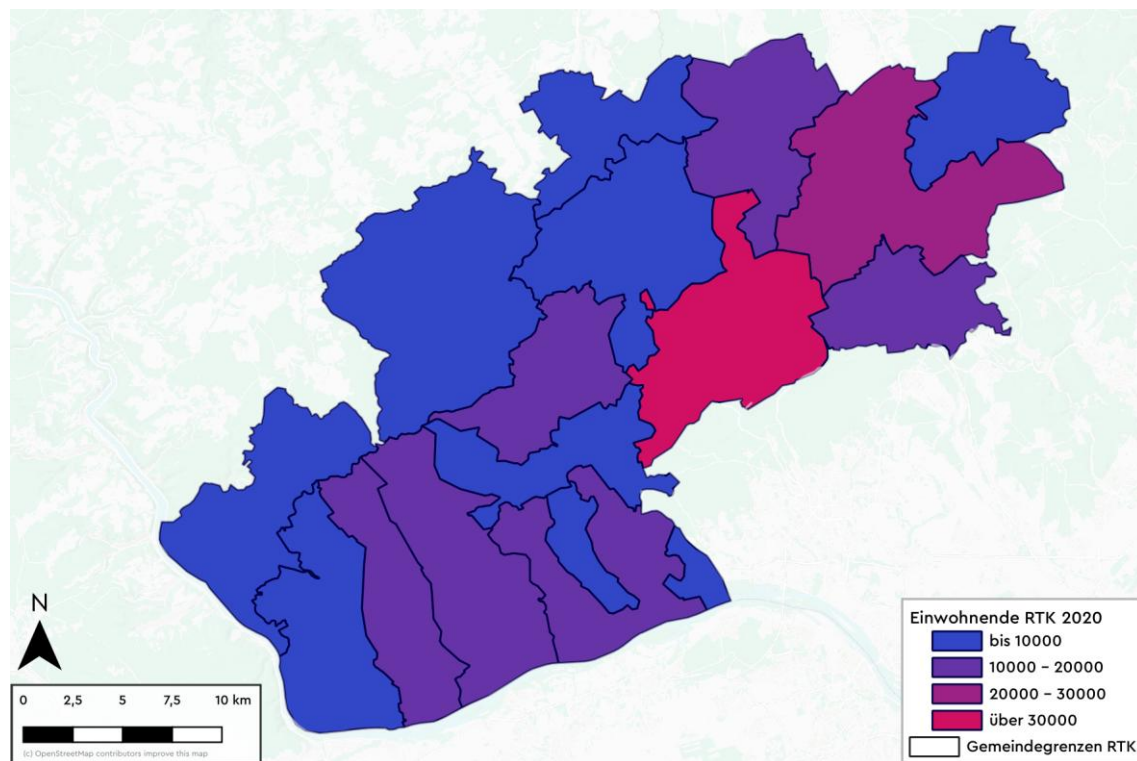 N
0 2,5 5 7,5 10 km
(c) OpenStreetMap contributors improve this map
Einwohnende RTK 2020
bis 10000
10000 – 20000
20000 – 30000
über 30000
Gemeindegrenzen RTK